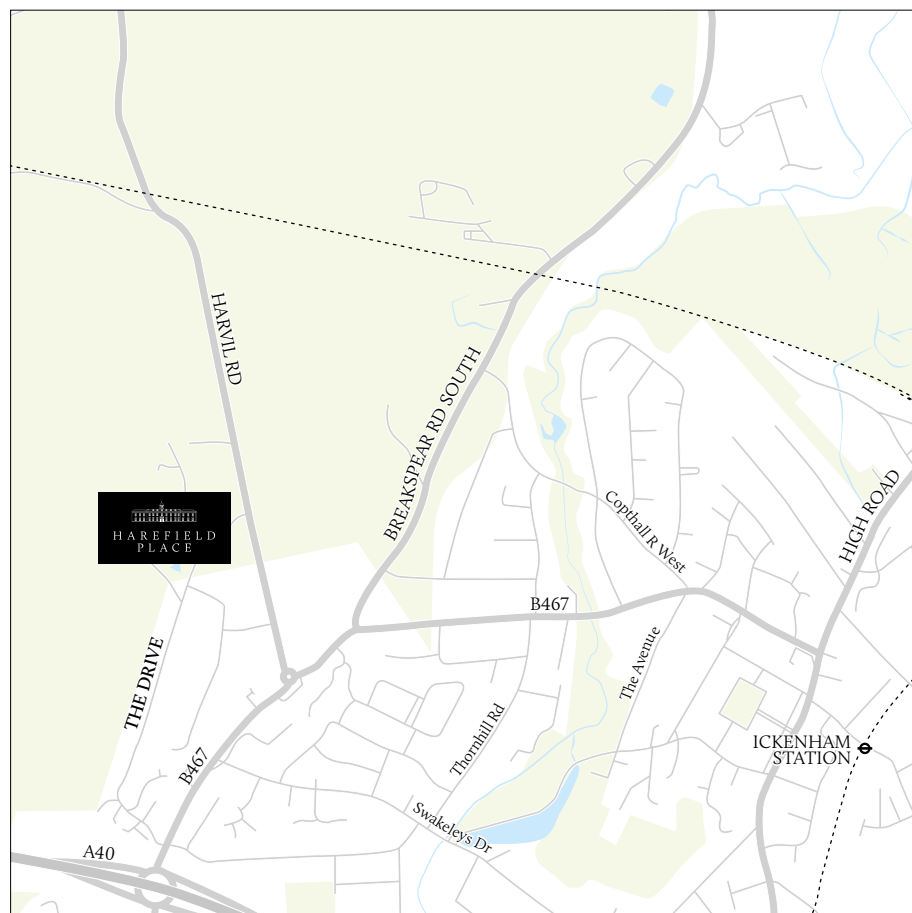 HARVIL RD
BREAKSPEAR RD SOUTH
HIGH ROAD
Copthall R West
HAREFIELD
PLACE
B467
The Avenue
THE DRIVE
Thornhill Rd
ICKENHAM
STATION
B467
Swakeleys Dr
A40